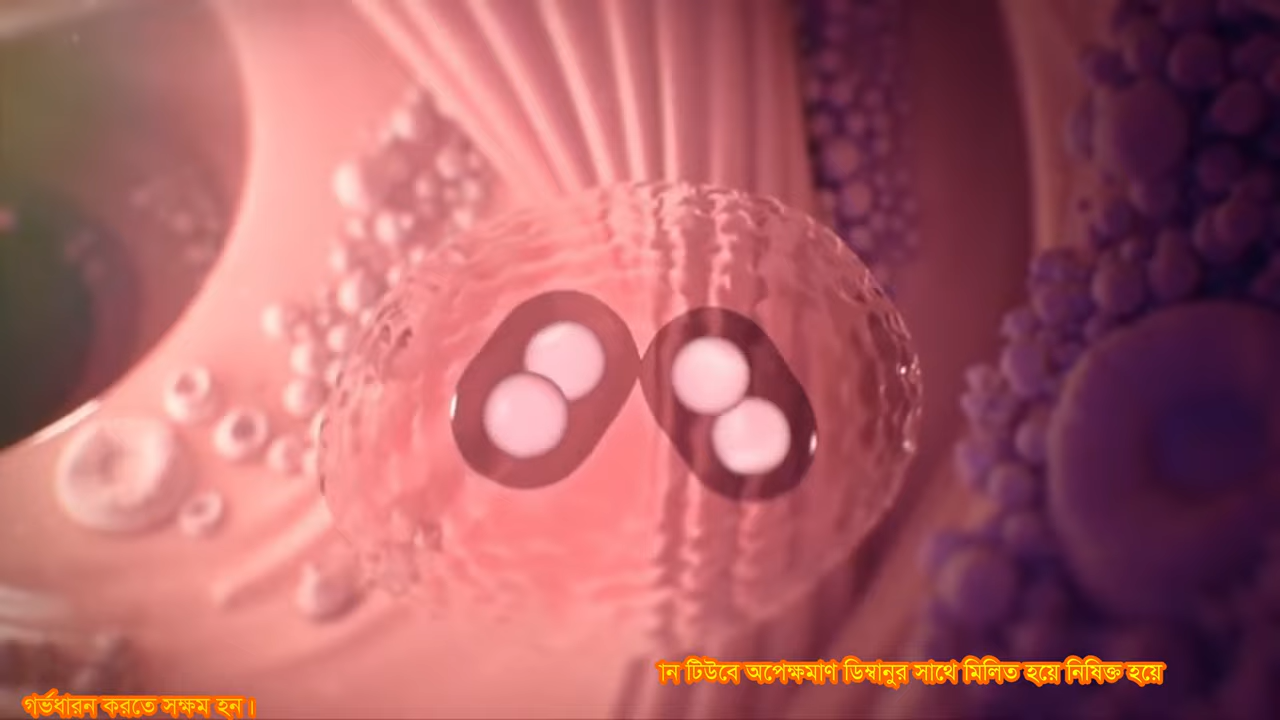 ন টিউবে অপেক্ষমাণ ডিম্বানুর সাথে মিলিত হয়ে নিষিক্ত হয়ে
গর্ভধারন করতে সক্ষম হন।